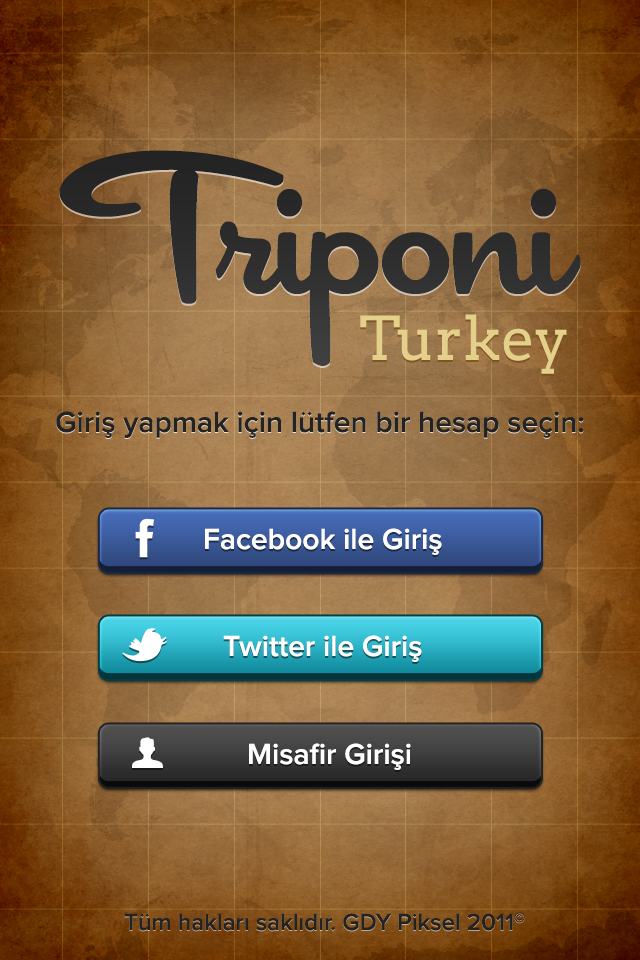 Triponi
Turkey
Giriş yapmak için lütfen bir hesap seçin:
Facebook ile Giriş
Twitter ile Giriş
Misafir Girişi
Tüm hakları saklıdır. GDY Piksel 2011©